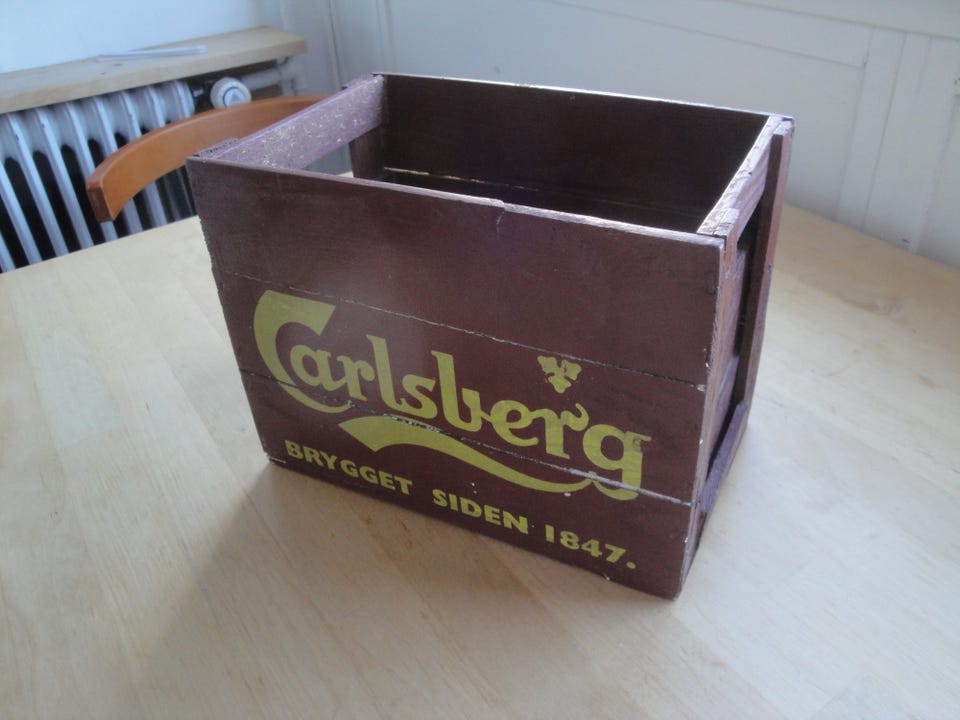 Carlsberg
BRYGGET SIDEN 1847.